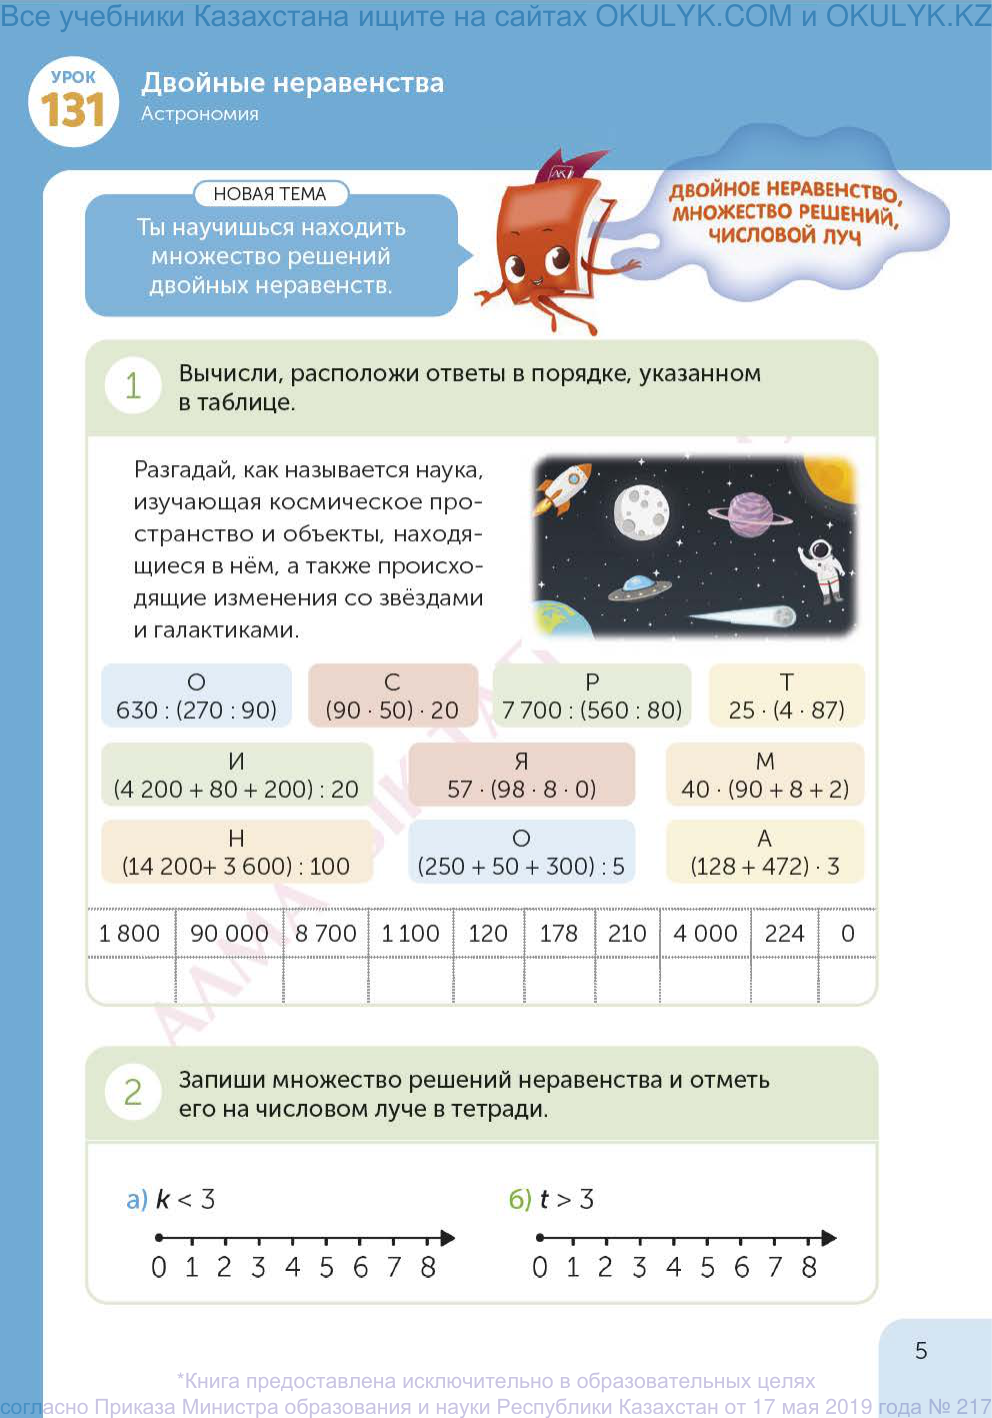 Все учебники Казахстана ищите на сайтах OKULYK.COM и OKULYK.KZ
УРОК
131
Двойные неравенства
Астрономия
НОВАЯ ТЕМА
Ты научишься находить
множество решений
двойных неравенств.
ДВОЙНОЕ НЕРАВЕНСТВО,
МНОЖЕСТВО РЕШЕНИЙ,
ЧИСЛОВОЙ ЛУЧ
1
Вычисли, расположи ответы в порядке, указанном
в таблице.
Разгадай, как называется наука,
изучающая космическое про-
странство и объекты, находя-
щиеся в нём, а также происхо-
дящие изменения со звёздами
и галактиками.
О С Р Т
630 : (270 : 90) (90 · 50) · 20 7 700 : (560 : 80) 25 · (4 · 87)
И Я М
(4 200 + 80 + 200) : 20 57 · (98 · 8 · 0) 40 · (90 + 8 + 2)
Н О А
(14 200+ 3 600) : 100 (250 + 50 + 300) : 5 (128 + 472) · 3
1 800 90 000 8 700 1 100 120 178 210 4 000 224 0
2
Запиши множество решений неравенства и отметь
его на числовом луче в тетради.
а) k < 3 б) t > 3
0 1 2 3 4 5 6 7 8 0 1 2 3 4 5 6 7 8
5
*Книга предоставлена исключительно в образовательных целях
согласно Приказа Министра образования и науки Республики Казахстан от 17 мая 2019 года № 217